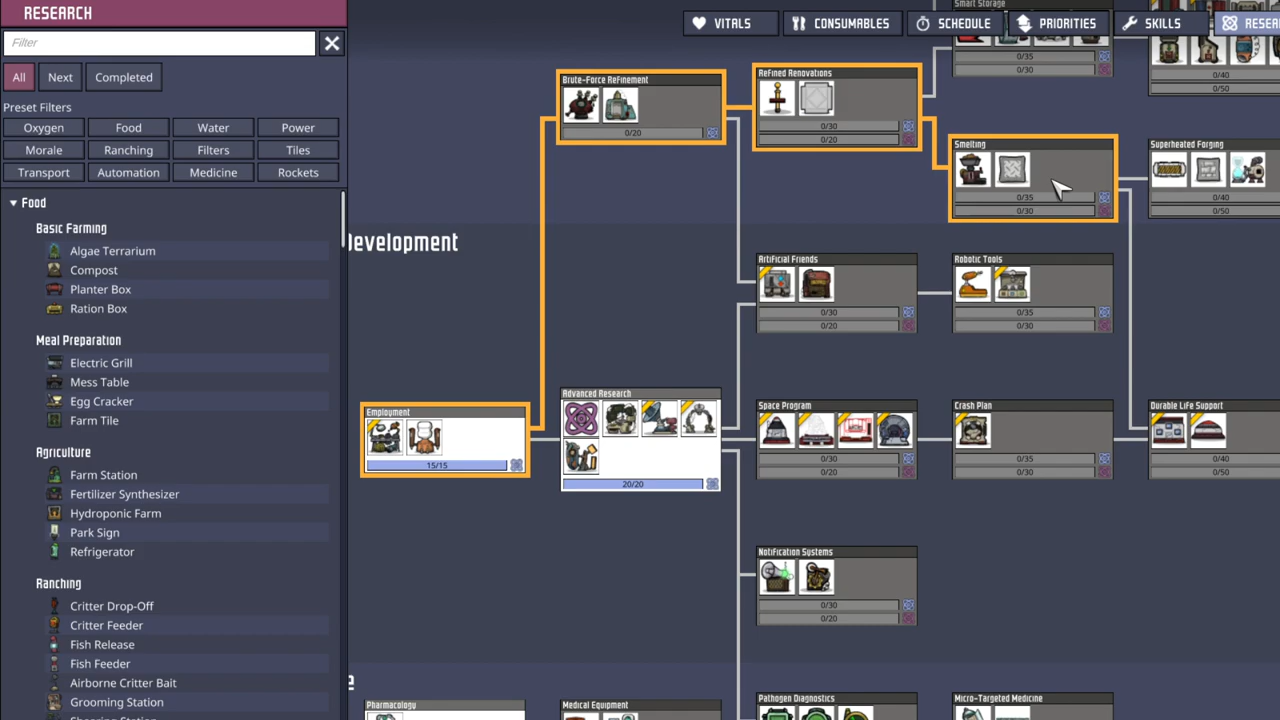 RESEARCH
Filter
All
Next
Completed
Preset Filters
Oxygen
Food
Water
Power
Morale
Ranching
Filters
Tiles
Transport
Automation
Medicine
Rockets
Food
Basic Farming
Algae Terrarium
Compost
Planter Box
Ration Box
Meal Preparation
Electric Grill
Mess Table
Egg Cracker
Farm Tile
Agriculture
Farm Station
Fertilizer Synthesizer
Hydroponic Farm
Park Sign
Refrigerator
Ranching
Critter Drop-Off
Critter Feeder
Fish Release
Fish Feeder
Airborne Critter Bait
Grooming Station
VITALS
CONSUMABLES
SCHEDULE
PRIORITIES
SKILLS
RESEA
Smart Storage
0/35
0/30
0/40
0/50
Brute-Force Refinement
0/20
Refined Renovations
0/30
0/20
Smelting
0/35
0/30
Superheated Forging
0/40
0/50
Development
Artificial Friends
0/30
0/20
Robotic Tools
0/35
0/30
Employment
15/15
Advanced Research
20/20
Space Program
0/30
0/20
Crash Plan
0/35
0/30
Durable Life Support
0/40
0/50
Notification Systems
0/30
0/20
Pharmacology
Medical Equipment
Pathogen Diagnostics
Micro-Targeted Medicine